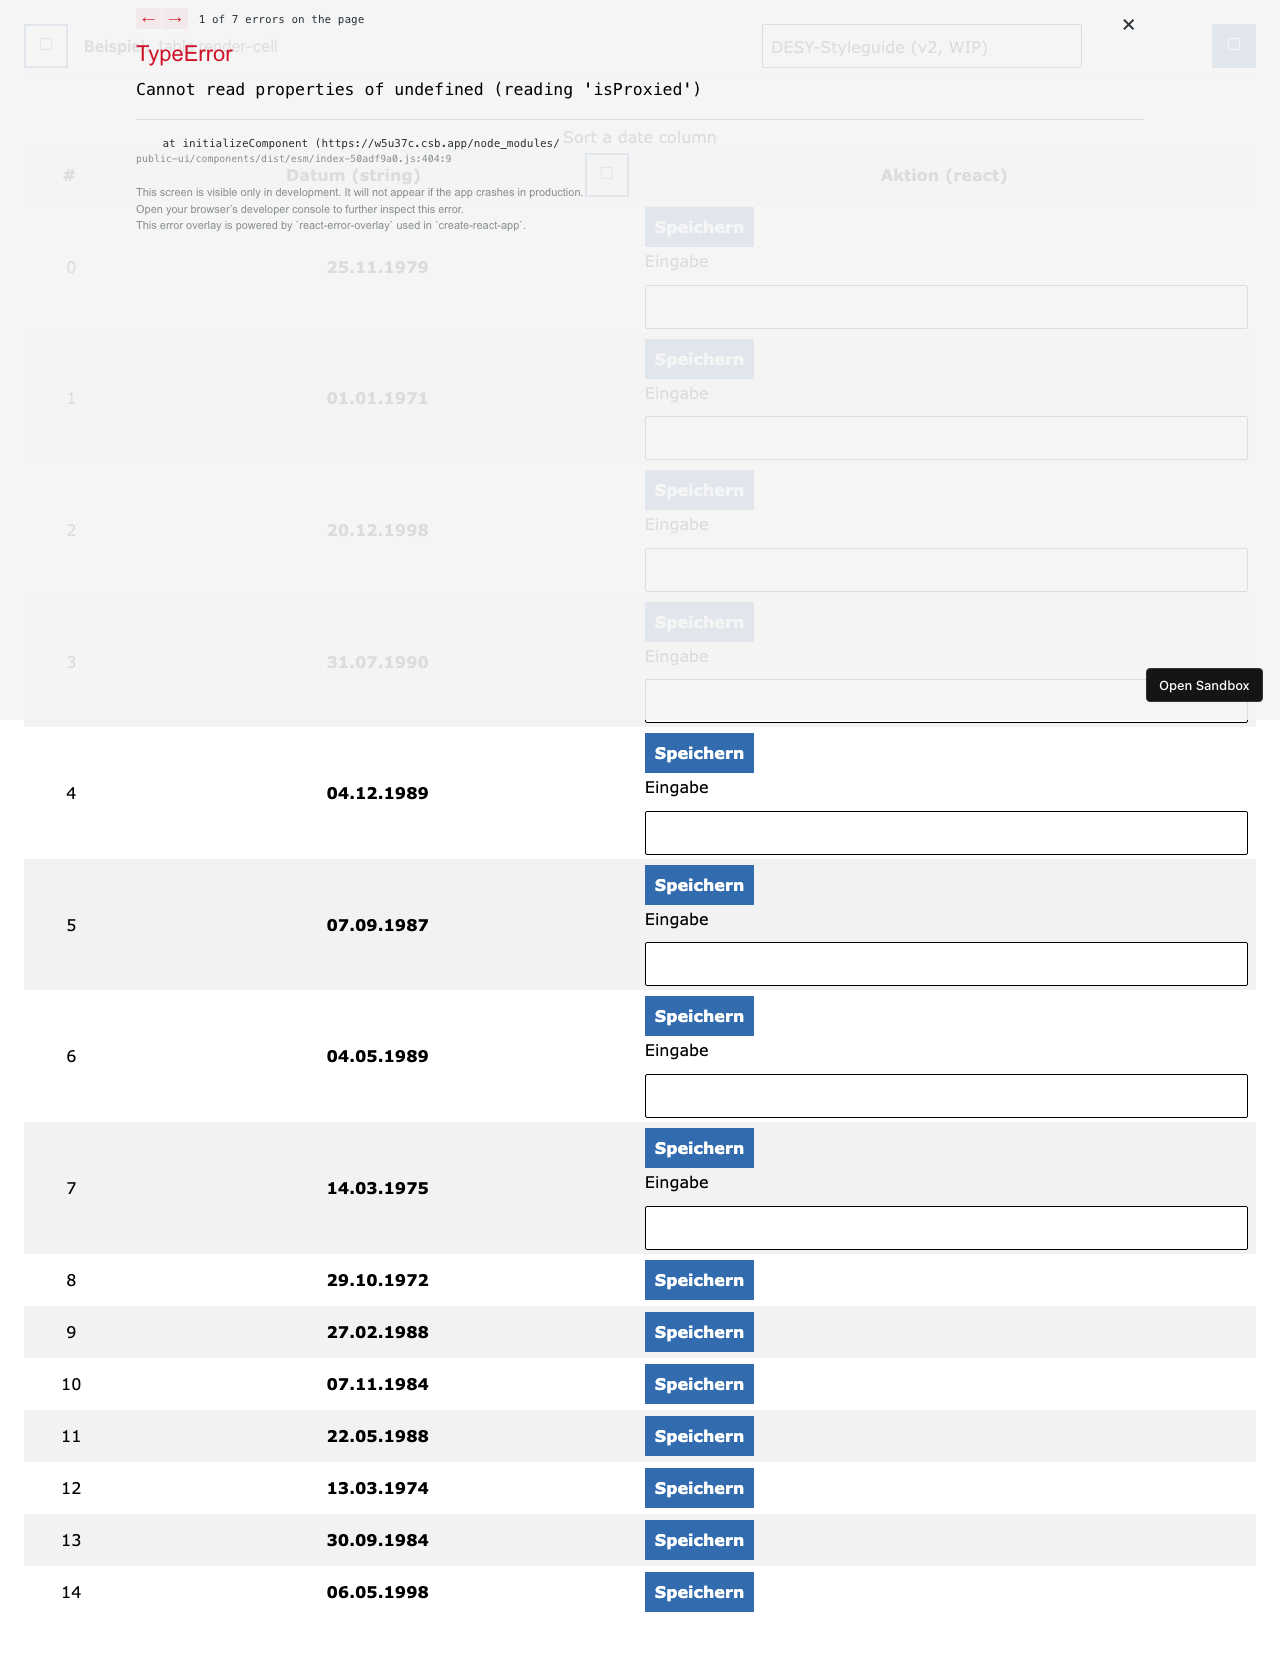 ← → 1 of 7 errors on the page
✕
Beispiel table render-cell
DESY-Styleguide (v2, WIP)
TypeError
Cannot read properties of undefined (reading 'isProxied')
Sort a date column
at initializeComponent (https://w5u37c.csb.app/node_modules/
public-ui/components/dist/esm/index-50adf9a0.js:404:9
# Datum (string) Aktion (react)
This screen is visible only in development. It will not appear if the app crashes in production.
Open your browser’s developer console to further inspect this error.
This error overlay is powered by `react-error-overlay` used in `create-react-app`.
Speichern
Eingabe
0 25.11.1979
Speichern
Eingabe
1 01.01.1971
Speichern
Eingabe
2 20.12.1998
Speichern
Eingabe
3 31.07.1990
Open Sandbox
Speichern
Eingabe
4 04.12.1989
Speichern
Eingabe
5 07.09.1987
Speichern
Eingabe
6 04.05.1989
Speichern
Eingabe
7 14.03.1975
8 29.10.1972 Speichern
9 27.02.1988 Speichern
10 07.11.1984 Speichern
11 22.05.1988 Speichern
12 13.03.1974 Speichern
13 30.09.1984 Speichern
14 06.05.1998 Speichern